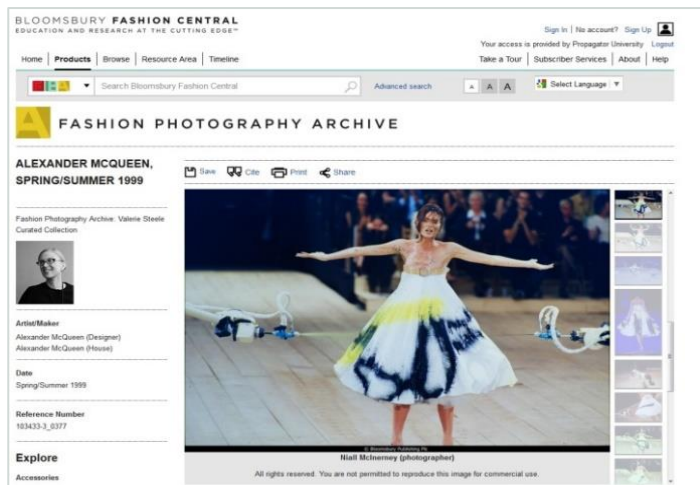 BLOOMSBURY FASHION CENTRAL
EDUCATION AND RESEARCH AT THE CUTTING EDGE™
Sign In | No account? Sign Up
Your access is provided by Propagator University Logout
Home Products Browse Resource Area Timeline
Take a Tour Subscriber Services About Help
Search Bloomsbury Fashion Central
Advanced search
A A A
Select Language ▼
A FASHION PHOTOGRAPHY ARCHIVE
ALEXANDER MCQUEEN,
SPRING/SUMMER 1999
Save Cite Print Share
Fashion Photography Archive: Valerie Steele
Curated Collection
Artist/Maker
Alexander McQueen (Designer)
Alexander McQueen (House)
Date
Spring/Summer 1999
Reference Number
103433-3_0377
Explore
Accessories
© Bloomsbury Publishing Plc
Niall McInerney (photographer)
All rights reserved. You are not permitted to reproduce this image for commercial use.